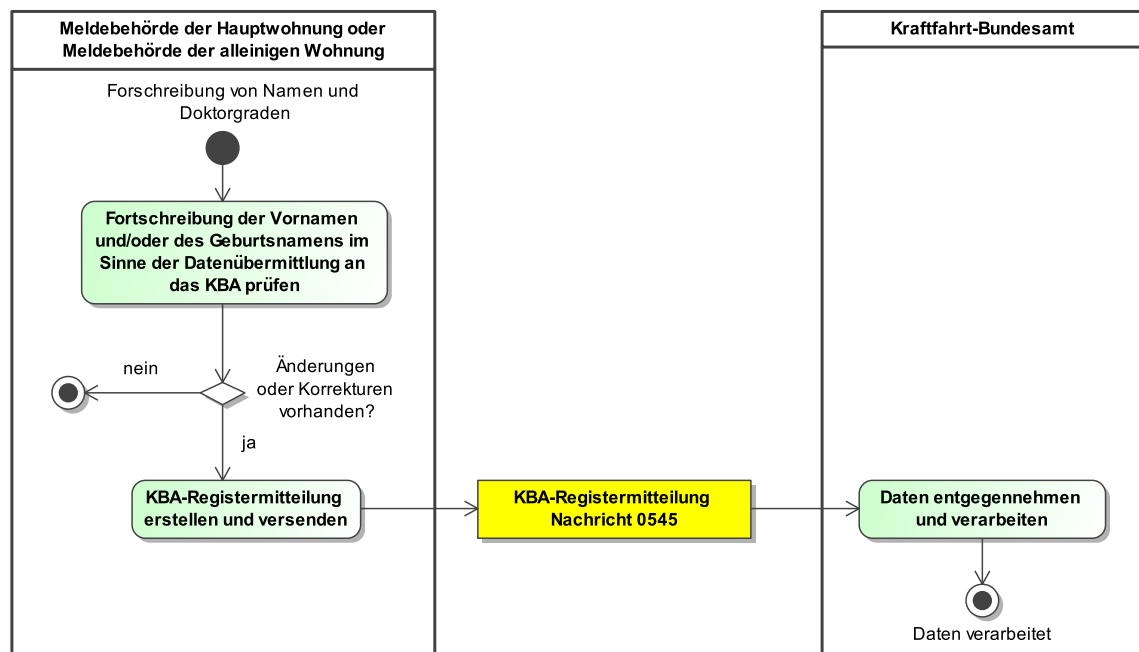 Meldebehörde der Hauptwohnung oder
Meldebehörde der alleinigen Wohnung
Kraftfahrt-Bundesamt
Forschreibung von Namen und
Doktorgraden
Fortschreibung der Vornamen
und/oder des Geburtsnamens im
Sinne der Datenübermittlung an
das KBA prüfen
nein
Änderungen
oder Korrekturen
vorhanden?
ja
KBA-Registermitteilung
erstellen und versenden
KBA-Registermitteilung
Nachricht 0545
Daten entgegennehmen
und verarbeiten
Daten verarbeitet